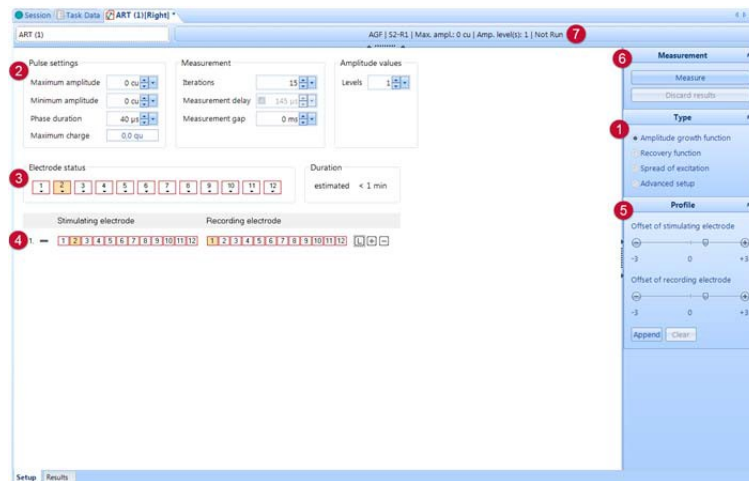 Session Task Data ART (1)[Right] *
ART (1)
AGF | S2-R1 | Max. ampl.: 0 cu | Amp. level(s): 1 | Not Run 7
2 Pulse settings
Maximum amplitude 0 cu
Minimum amplitude 0 cu
Phase duration 40 µs
Maximum charge 0,0 qu
Measurement
Iterations 15
Measurement delay 145 µs
Measurement gap 0 ms
Amplitude values
Levels 1
3 Electrode status
1 2 3 4 5 6 7 8 9 10 11 12
Duration
estimated < 1 min
Stimulating electrode Recording electrode
4 1. 1 2 3 4 5 6 7 8 9 10 11 12 1 2 3 4 5 6 7 8 9 10 11 12 L + −
6 Measurement
Measure
Discard results
Type
1 Amplitude growth function
Recovery function
Spread of excitation
Advanced setup
5 Profile
Offset of stimulating electrode
-3 0 +3
Offset of recording electrode
-3 0 +3
Append Clear
Setup Results